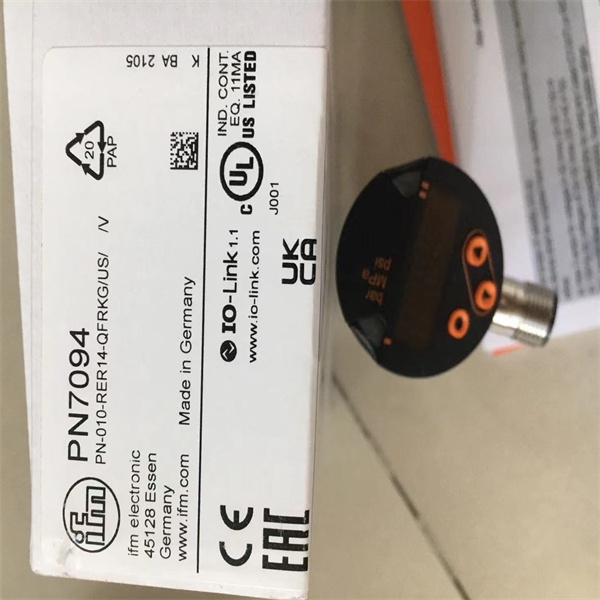 ifm
PN7094
PN-010-RER14-QFRKG/US/ /V
ifm electronic
45128 Essen
Germany
www.ifm.com Made in Germany
20
PAP
K BA 2105
CE
EAC
IO-Link 1.1
www.io-link.com
UK
CA
IND. CONT.
EQ. 11MA
C UL US LISTED
J001
bar
MPa
psi